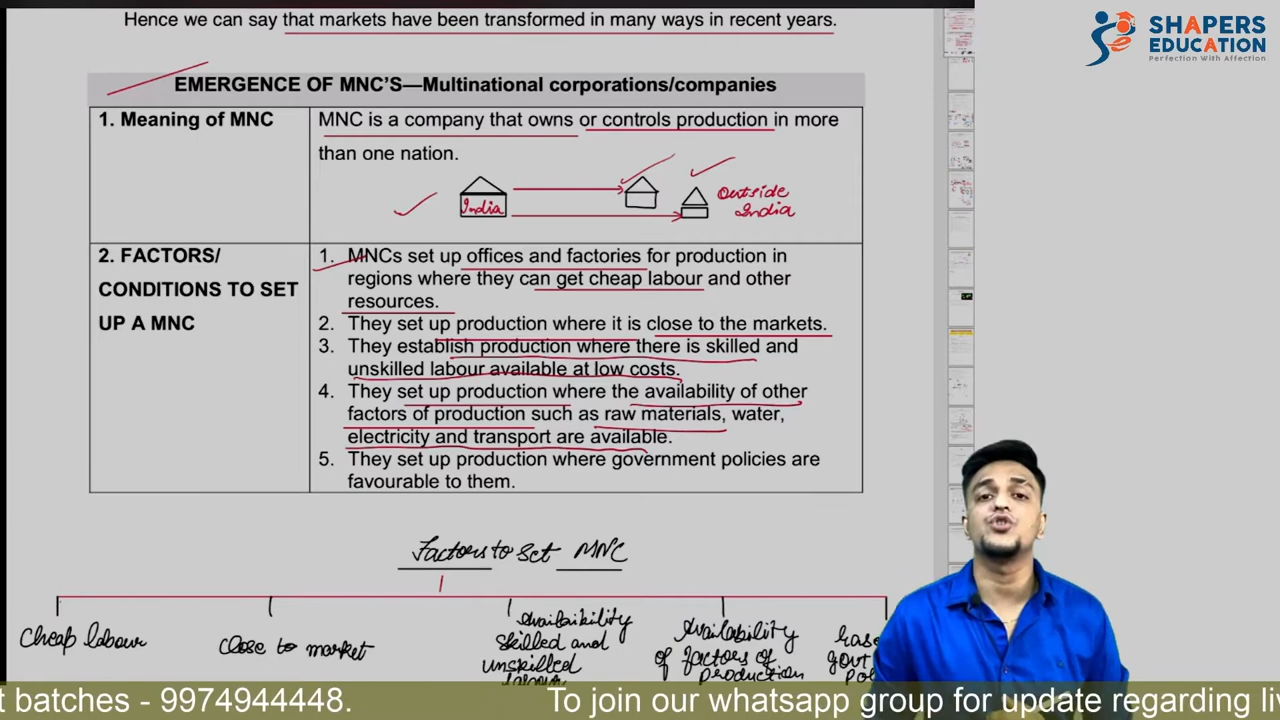 Hence we can say that markets have been transformed in many ways in recent years.
SHAPERS
EDUCATION
Perfection With Affection
EMERGENCE OF MNC'S—Multinational corporations/companies
1. Meaning of MNC
MNC is a company that owns or controls production in more
than one nation.
India
Outside
India
2. FACTORS/
CONDITIONS TO SET
UP A MNC
1. MNCs set up offices and factories for production in
regions where they can get cheap labour and other
resources.
2. They set up production where it is close to the markets.
3. They establish production where there is skilled and
unskilled labour available at low costs.
4. They set up production where the availability of other
factors of production such as raw materials, water,
electricity and transport are available.
5. They set up production where government policies are
favourable to them.
Factors to set MNC
Cheap labour
Close to market
Availability
skilled and
unskilled
labour
Availability
of factors of
production
Govt
t batches - 9974944448.
To join our whatsapp group for update regarding li